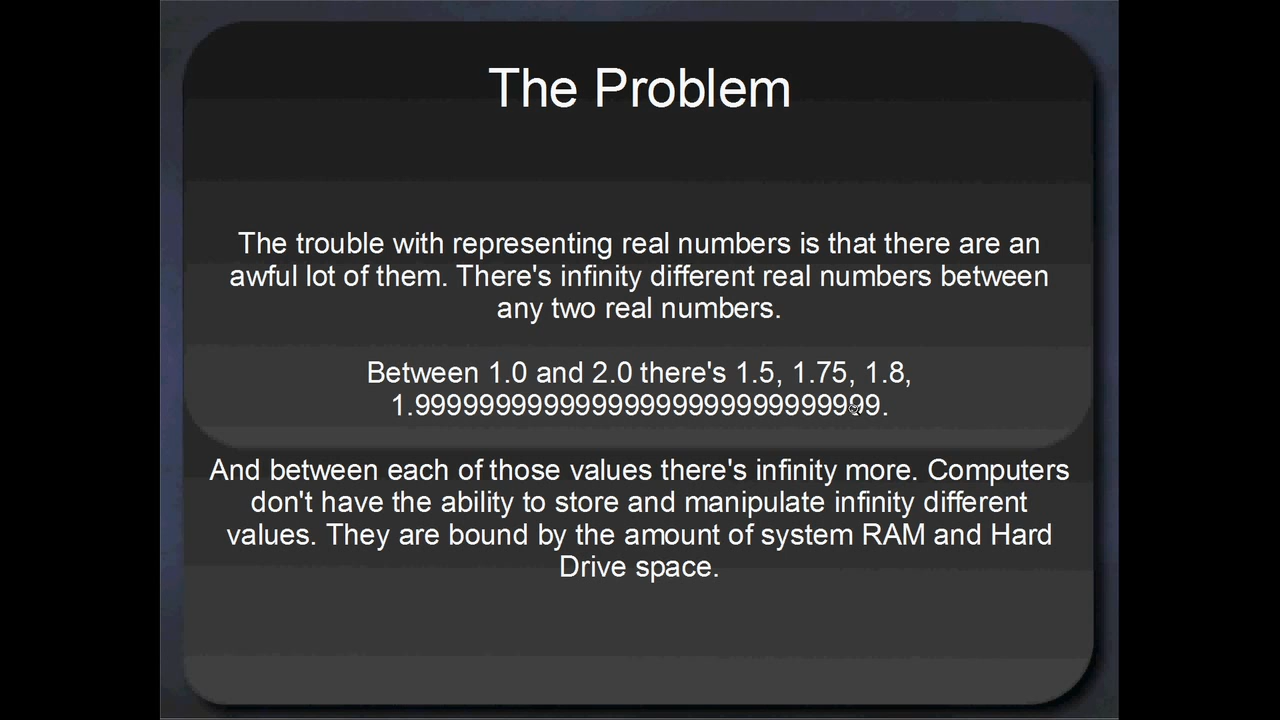 The Problem
The trouble with representing real numbers is that there are an
awful lot of them. There's infinity different real numbers between
any two real numbers.
Between 1.0 and 2.0 there's 1.5, 1.75, 1.8,
1.9999999999999999999999999999999.
And between each of those values there's infinity more. Computers
don't have the ability to store and manipulate infinity different
values. They are bound by the amount of system RAM and Hard
Drive space.